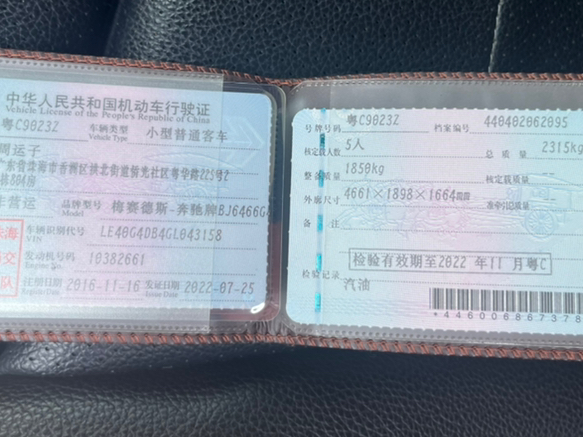 中华人民共和国机动车行驶证
Vehicle License of the People's Republic of China
粤C9023Z 车辆类型 小型普通客车
Vehicle Type
周运子
东省珠海市香洲区拱北街道侨光社区粤华路225号2
栋804房
非营运 品牌型号 梅赛德斯-奔驰牌BJ6466G
Model
车辆识别代号 LE40G4DB4GL043158
VIN
发动机号码 10382661
Engine No.
注册日期 2016-11-16 发证日期 2022-07-25
Register Date Issue Date
海
交
队
号牌号码 粤C9023Z 档案编号 440402062095
核定载人数 5人 总质量 2315kg
整备质量 1850kg 核定载质量 --
外廓尺寸 4661×1898×1664mm 准牵引总质量 --
备注
检验有效期至2022年11月粤C
检验记录
汽油
*446006867378